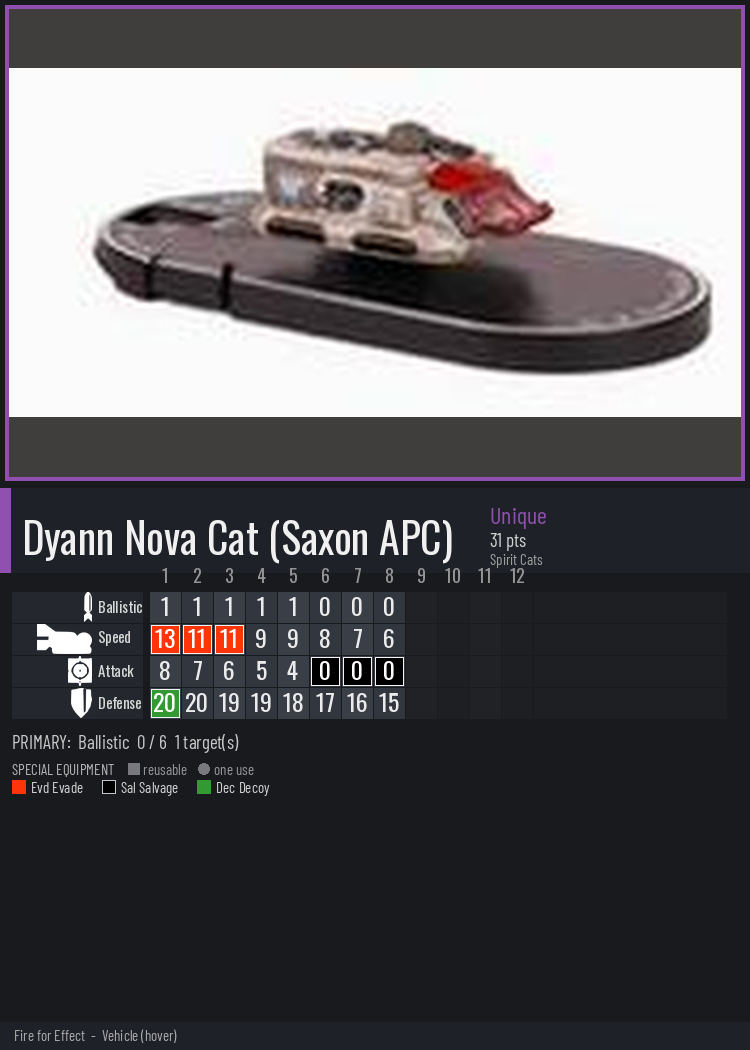 Dyann Nova Cat (Saxon APC)
Unique
31 pts
Spirit Cats
1 2 3 4 5 6 7 8 9 10 11 12
Ballistic 1 1 1 1 1 0 0 0
Speed 13 11 11 9 9 8 7 6
Attack 8 7 6 5 4 0 0 0
Defense 20 20 19 19 18 17 16 15
PRIMARY: Ballistic 0 / 6 1 target(s)
SPECIAL EQUIPMENT reusable one use
Evd Evade Sal Salvage Dec Decoy
Fire for Effect - Vehicle (hover)